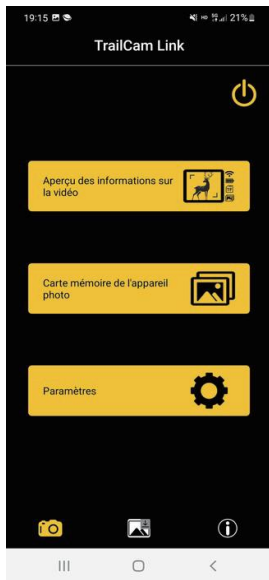 19:15 21%
TrailCam Link
Aperçu des informations sur
la vidéo
Carte mémoire de l'appareil
photo
Paramètres